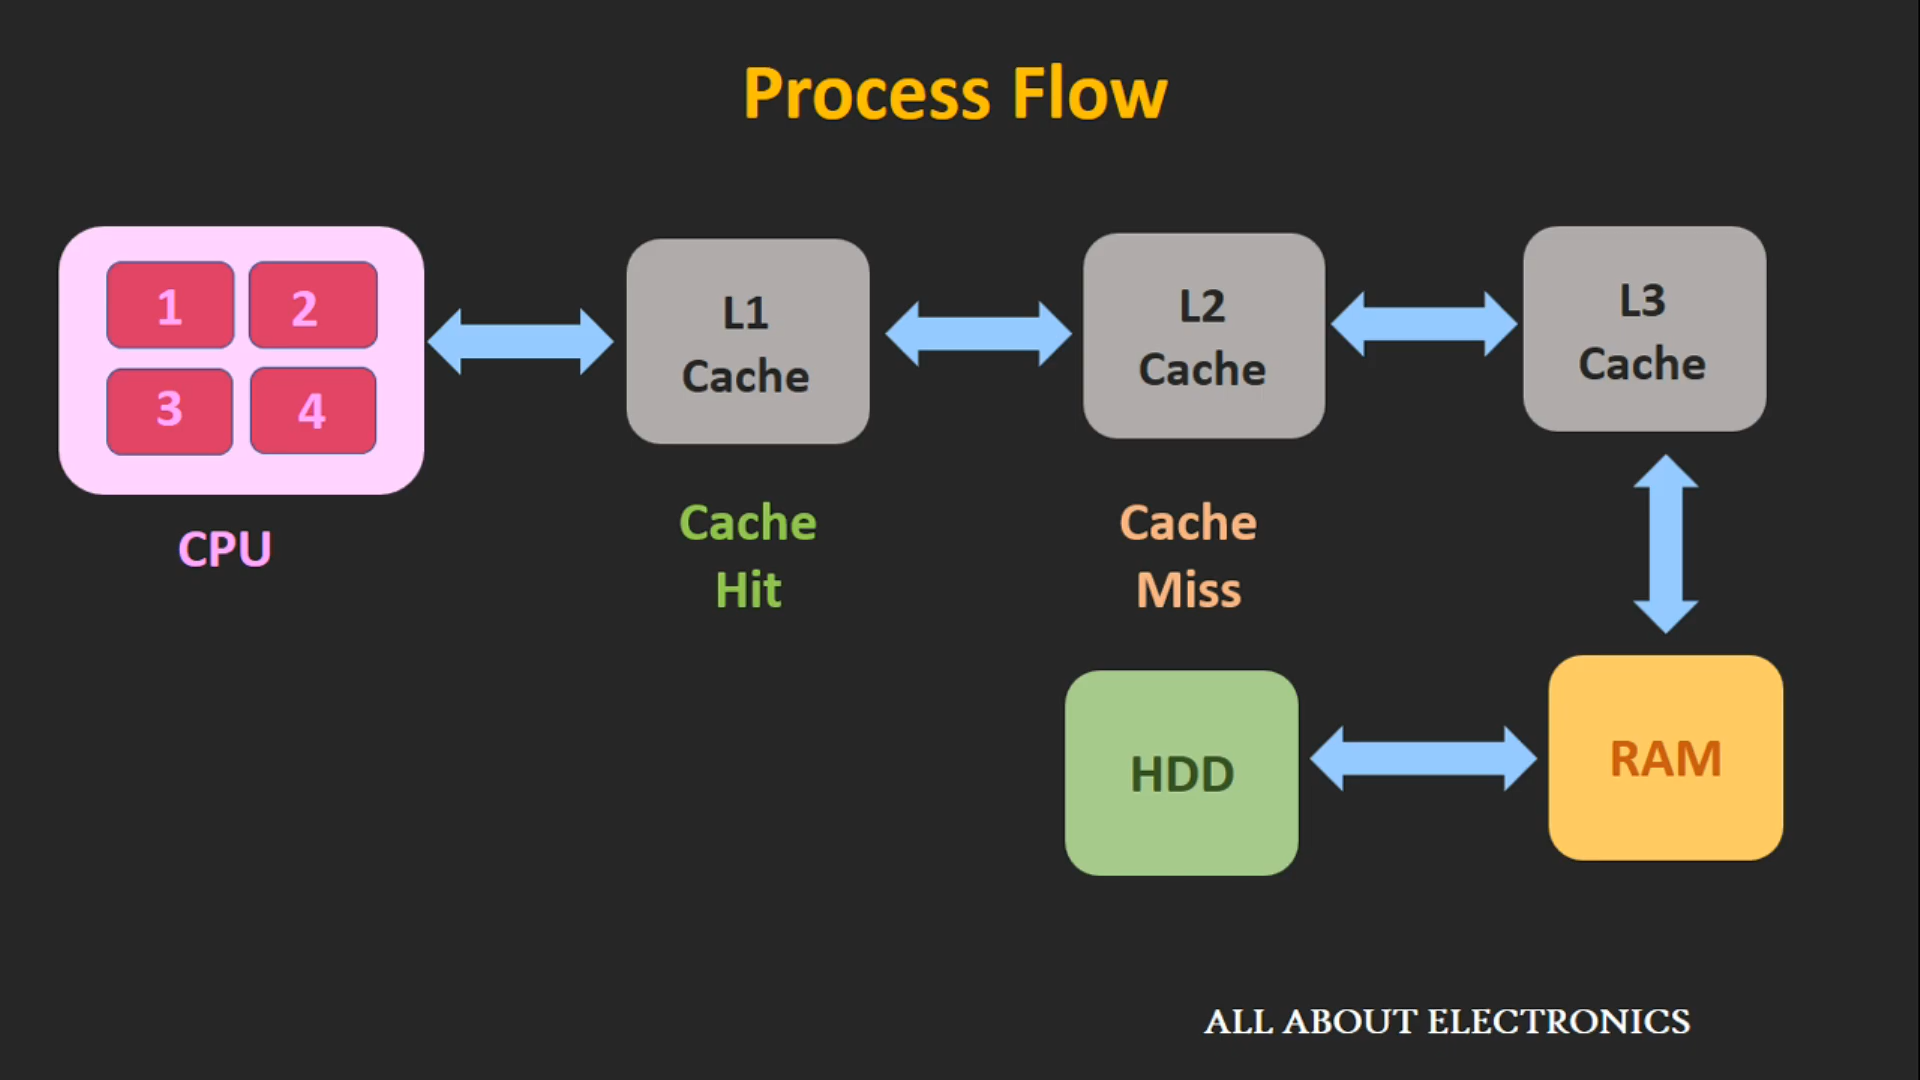 Process Flow
1 2
3 4
CPU
L1
Cache
L2
Cache
L3
Cache
Cache
Hit
Cache
Miss
HDD
RAM
ALL ABOUT ELECTRONICS